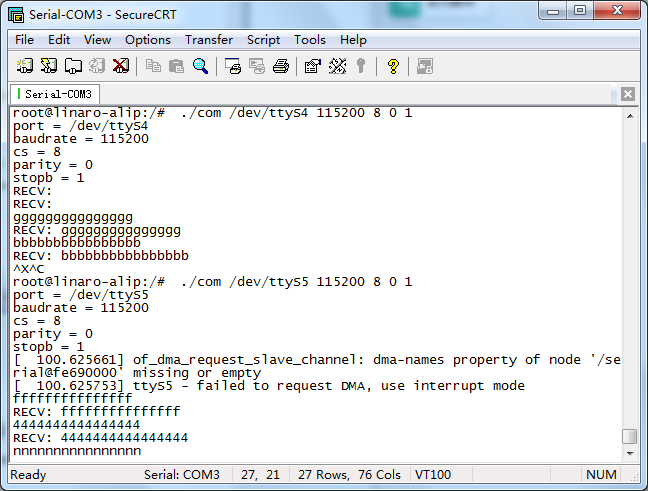 Serial-COM3 - SecureCRT
File Edit View Options Transfer Script Tools Help
Serial-COM3
root@linaro-alip:/#  ./com /dev/ttyS4 115200 8 0 1
port = /dev/ttyS4
baudrate = 115200
cs = 8
parity = 0
stopb = 1
RECV:
RECV:
ggggggggggggggg
RECV: ggggggggggggggg
bbbbbbbbbbbbbbbb
RECV: bbbbbbbbbbbbbbbb
^X^C
root@linaro-alip:/#  ./com /dev/ttyS5 115200 8 0 1
port = /dev/ttyS5
baudrate = 115200
cs = 8
parity = 0
stopb = 1
[  100.625661] of_dma_request_slave_channel: dma-names property of node '/se
rial@fe690000' missing or empty
[  100.625753] ttyS5 - failed to request DMA, use interrupt mode
fffffffffffffff
RECV: fffffffffffffff
4444444444444444
RECV: 4444444444444444
nnnnnnnnnnnnnnnn
Ready Serial: COM3 27, 21 27 Rows, 76 Cols VT100 NUM